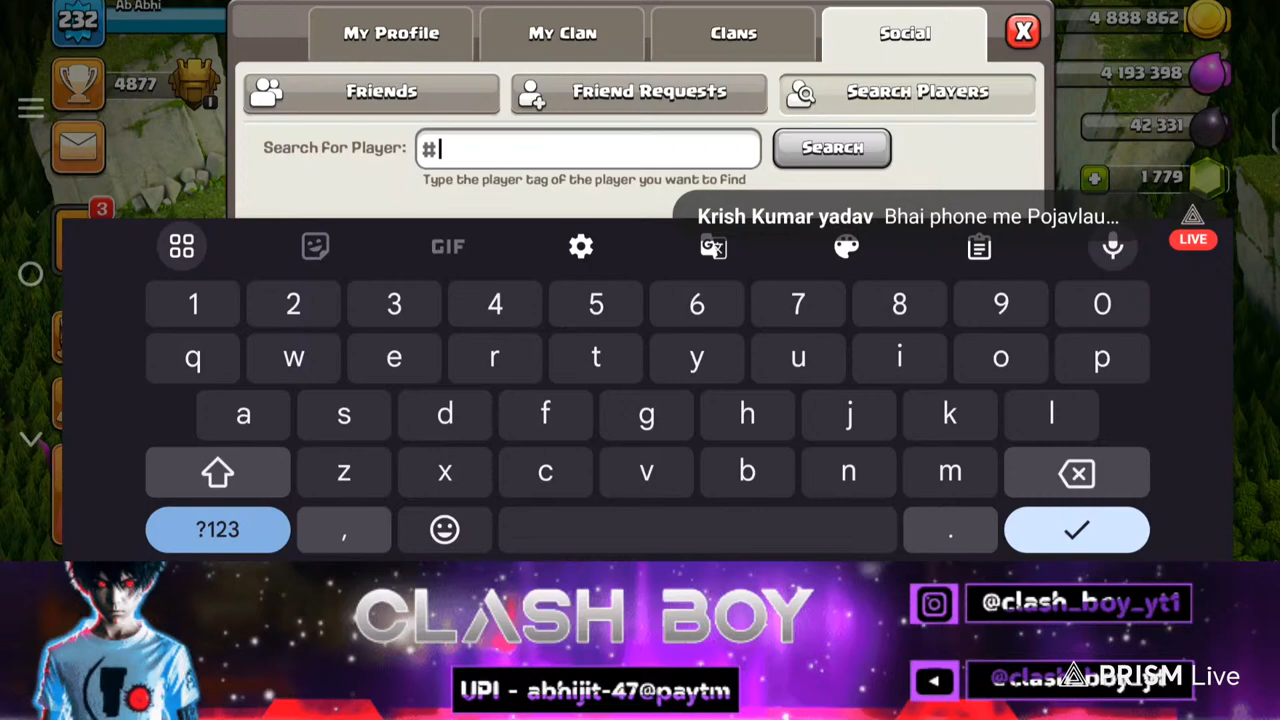 232
Ab Abhi
4877
3
My Profile
My Clan
Clans
Social
X
4 888 862
4 193 398
42 331
1 779
Friends
Friend Requests
Search Players
Search For Player:
#
Search
Type the player tag of the player you want to find
Krish Kumar yadav Bhai phone me Pojavlau...
LIVE
GIF
1 2 3 4 5 6 7 8 9 0
q w e r t y u i o p
a s d f g h j k l
z x c v b n m
?123 , .
CLASH BOY
UPI - abhijit-47@paytm
@clash_boy_yt1
PRISM Live